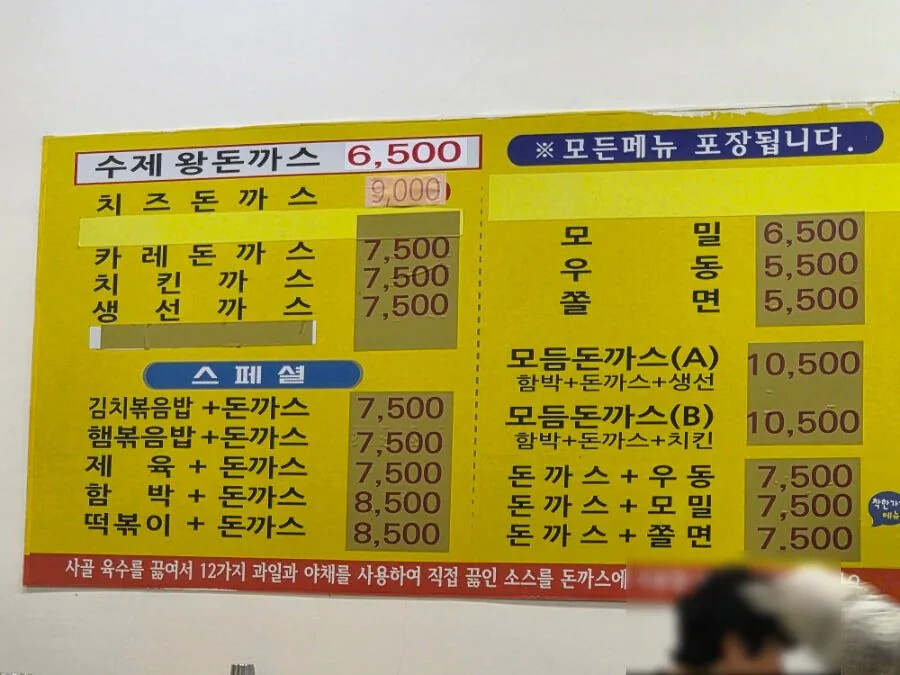 수제 왕돈까스 6,500
치즈돈까스 9,000
카레돈까스 7,500
치킨까스 7,500
생선까스 7,500
스페셜
김치볶음밥+돈까스 7,500
햄볶음밥+돈까스 7,500
제육+돈까스 7,500
함박+돈까스 8,500
떡볶이+돈까스 8,500
※ 모든메뉴 포장됩니다.
모밀 6,500
우동 5,500
쫄면 5,500
모듬돈까스(A) 10,500
함박+돈까스+생선
모듬돈까스(B) 10,500
함박+돈까스+치킨
돈까스+우동 7,500
돈까스+모밀 7,500
돈까스+쫄면 7.500
착한가
메뉴
사골 육수를 끓여서 12가지 과일과 야채를 사용하여 직접 끓인 소스를 돈까스에